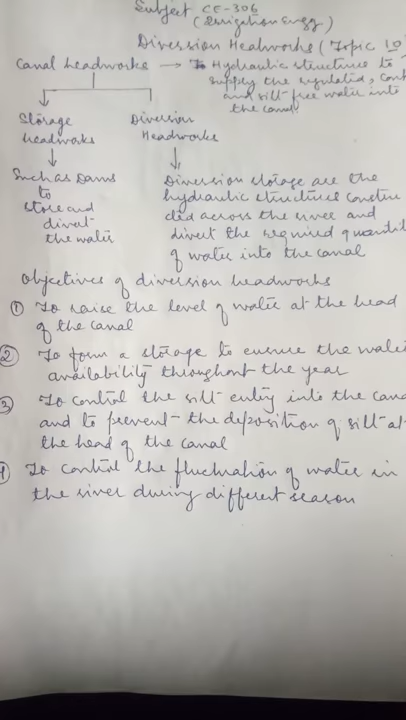 Subject CE-306
(Irrigation Engg)
Diversion Headworks (Topic 10
Canal headworks → Hydraulic structure to
supply the regulated,
and silt free water into
the canal
Storage Diversion
headworks Headworks
Such as Dams
to
store and
divert
the water
Diversion storage are the
hydraulic structures constru
cted across the river and
divert the required quantit
of water into the canal
Objectives of diversion headworks
① To raise the level of water at the head
of the canal
② To form a storage to ensure the wate
availability throughout the year
③ To control the silt entry into the cana
and to prevent the deposition of silt at
the head of the canal
④ To control the fluctuation of water in
the river during different season